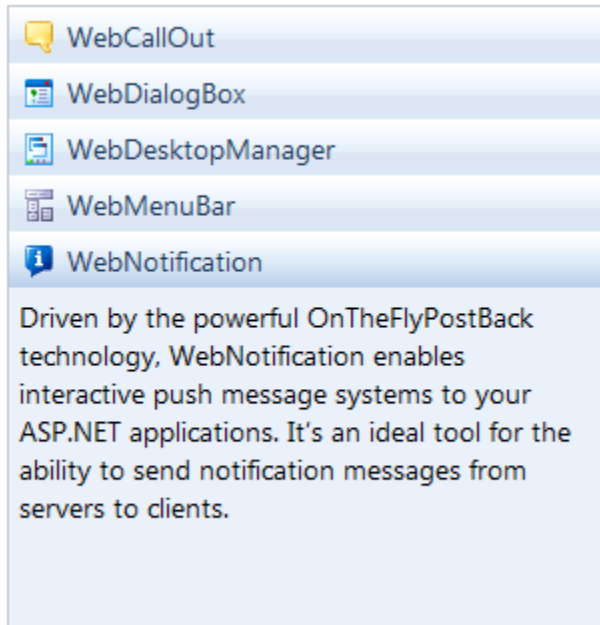 WebCallOut
WebDialogBox
WebDesktopManager
WebMenuBar
WebNotification
Driven by the powerful OnTheFlyPostBack
technology, WebNotification enables
interactive push message systems to your
ASP.NET applications. It's an ideal tool for the
ability to send notification messages from
servers to clients.